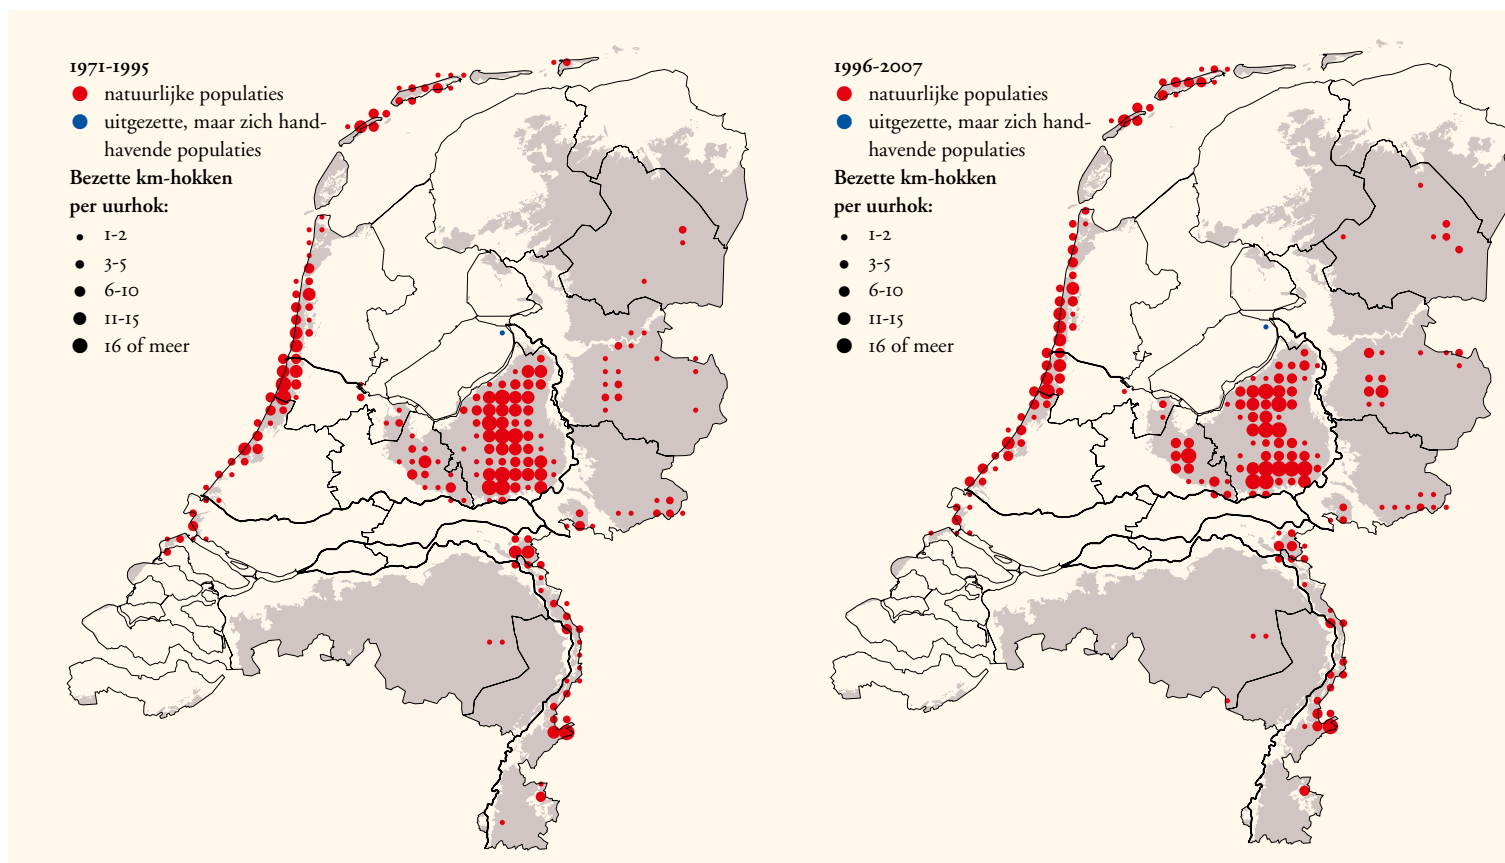 1971-1995
natuurlijke populaties
uitgezette, maar zich hand-
havende populaties
Bezette km-hokken
per uurhok:
1-2
3-5
6-10
11-15
16 of meer
1996-2007
natuurlijke populaties
uitgezette, maar zich hand-
havende populaties
Bezette km-hokken
per uurhok:
1-2
3-5
6-10
11-15
16 of meer